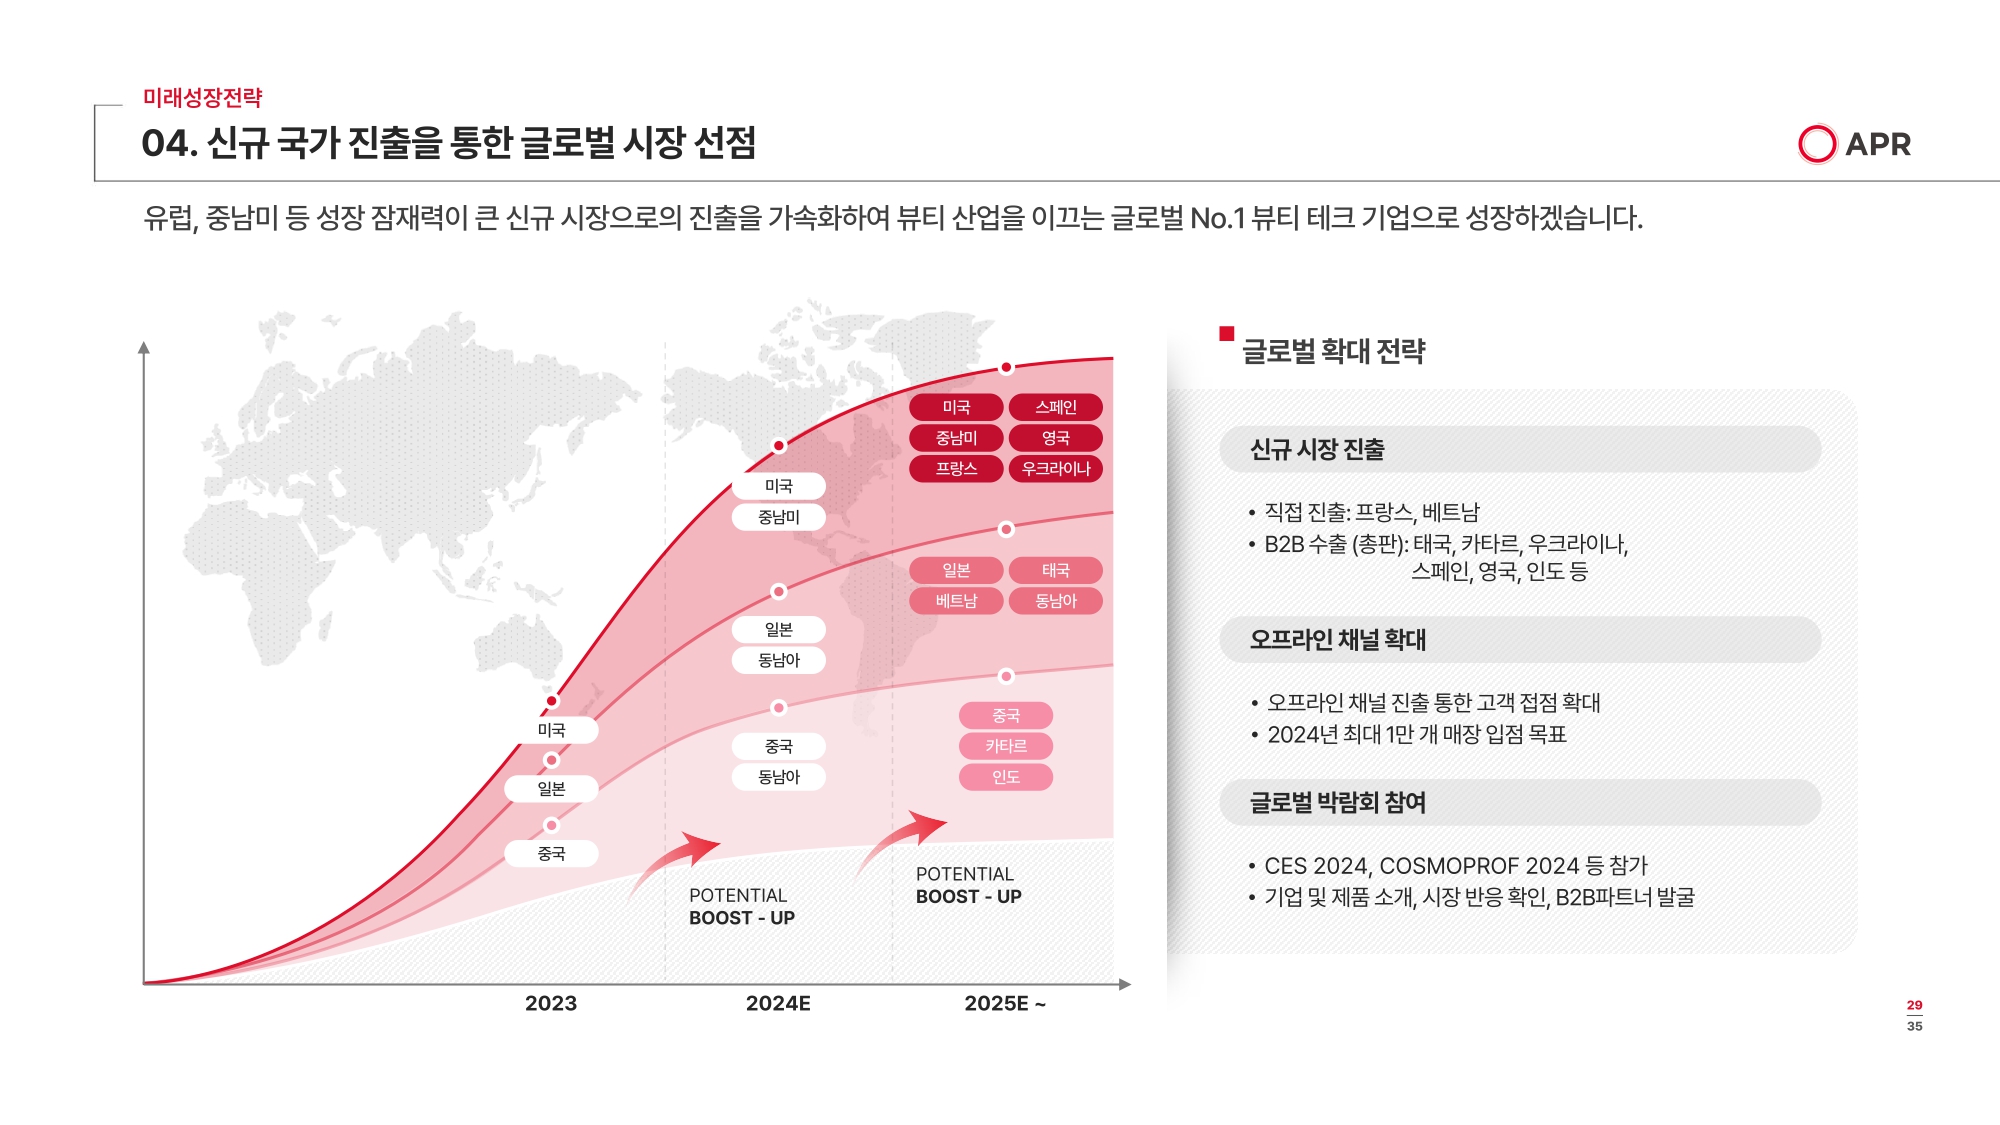 미래성장전략
04. 신규 국가 진출을 통한 글로벌 시장 선점
APR
유럽, 중남미 등 성장 잠재력이 큰 신규 시장으로의 진출을 가속화하여 뷰티 산업을 이끄는 글로벌 No.1 뷰티 테크 기업으로 성장하겠습니다.
미국
일본
중국
2023
미국
중남미
일본
동남아
중국
동남아
POTENTIAL
BOOST - UP
2024E
미국 스페인
중남미 영국
프랑스 우크라이나
일본 태국
베트남 동남아
중국
카타르
인도
POTENTIAL
BOOST - UP
2025E ~
글로벌 확대 전략
신규 시장 진출
• 직접 진출: 프랑스, 베트남
• B2B 수출 (총판): 태국, 카타르, 우크라이나,
스페인, 영국, 인도 등
오프라인 채널 확대
• 오프라인 채널 진출 통한 고객 접점 확대
• 2024년 최대 1만 개 매장 입점 목표
글로벌 박람회 참여
• CES 2024, COSMOPROF 2024 등 참가
• 기업 및 제품 소개, 시장 반응 확인, B2B파트너 발굴
29
35